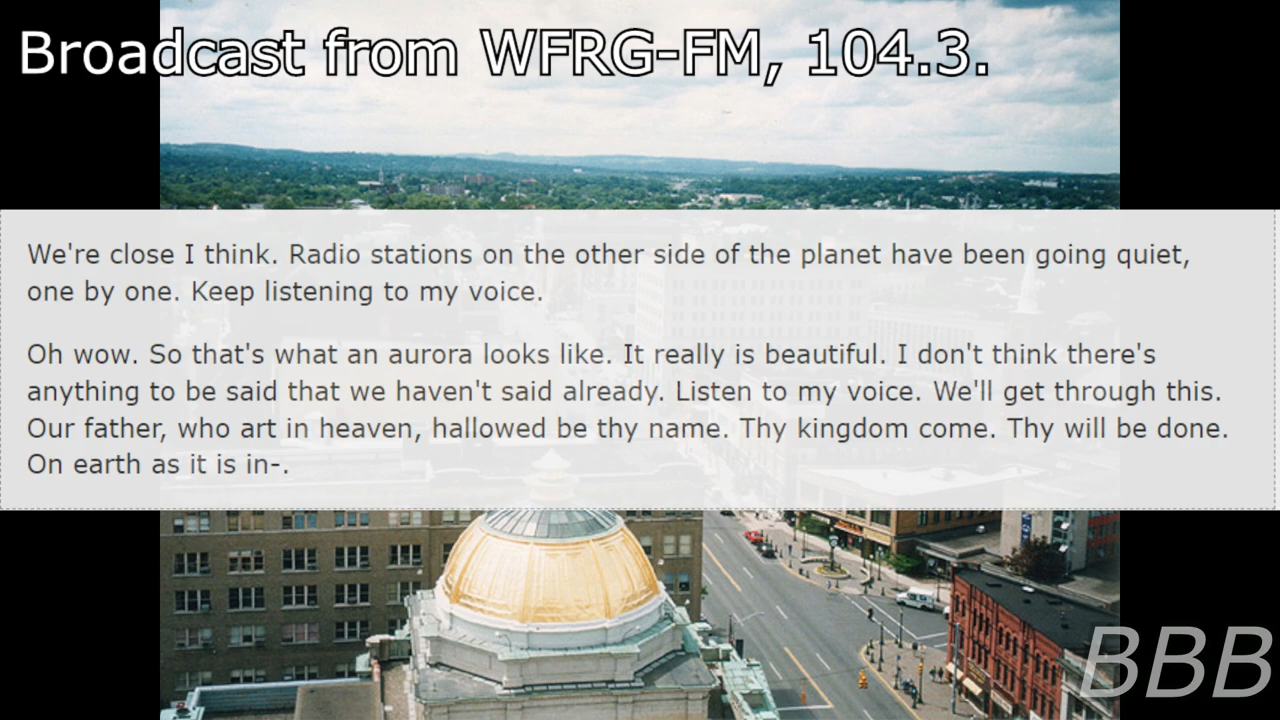 Broadcast from WFRG-FM, 104.3.
We're close I think. Radio stations on the other side of the planet have been going quiet,
one by one. Keep listening to my voice.
Oh wow. So that's what an aurora looks like. It really is beautiful. I don't think there's
anything to be said that we haven't said already. Listen to my voice. We'll get through this.
Our father, who art in heaven, hallowed be thy name. Thy kingdom come. Thy will be done.
On earth as it is in-.
BBB